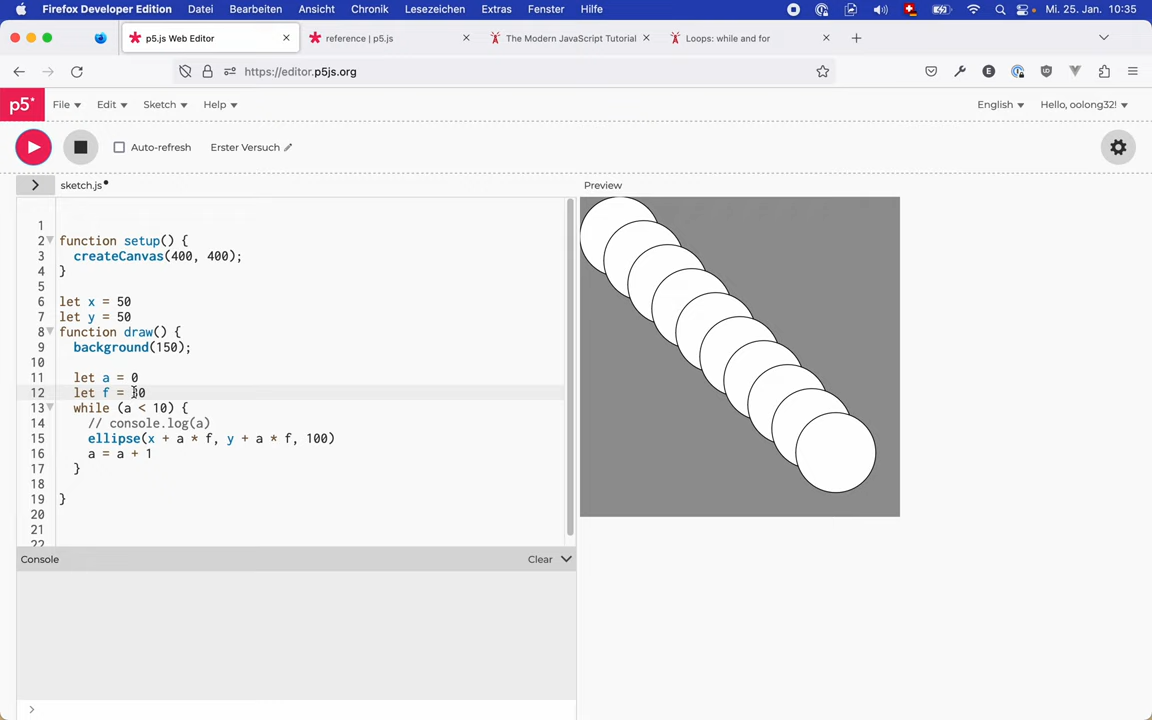 Firefox Developer Edition Datei Bearbeiten Ansicht Chronik Lesezeichen Extras Fenster Hilfe Mi. 25. Jan. 10:35
p5.js Web Editor reference | p5.js The Modern JavaScript Tutorial Loops: while and for
https://editor.p5js.org
p5* File Edit Sketch Help English Hello, oolong32!
Auto-refresh Erster Versuch
sketch.js Preview
1
2 function setup() {
3 createCanvas(400, 400);
4 }
5
6 let x = 50
7 let y = 50
8 function draw() {
9 background(150);
10
11 let a = 0
12 let f =
13 while (a < 10) {
14 // console.log(a)
15 ellipse(x + a * f, y + a * f, 100)
16 a = a + 1
17 }
18
19 }
20
21
22
Console Clear
>